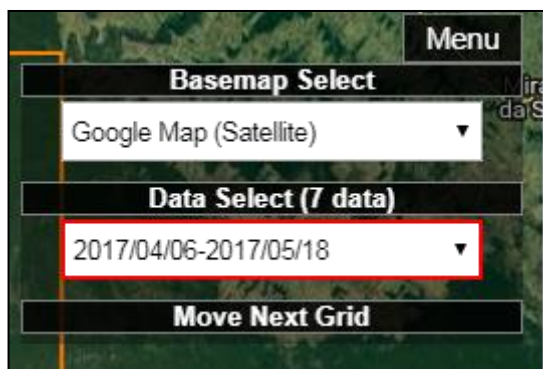 Menu
Basemap Select
Google Map (Satellite)
Data Select (7 data)
2017/04/06-2017/05/18
Move Next Grid